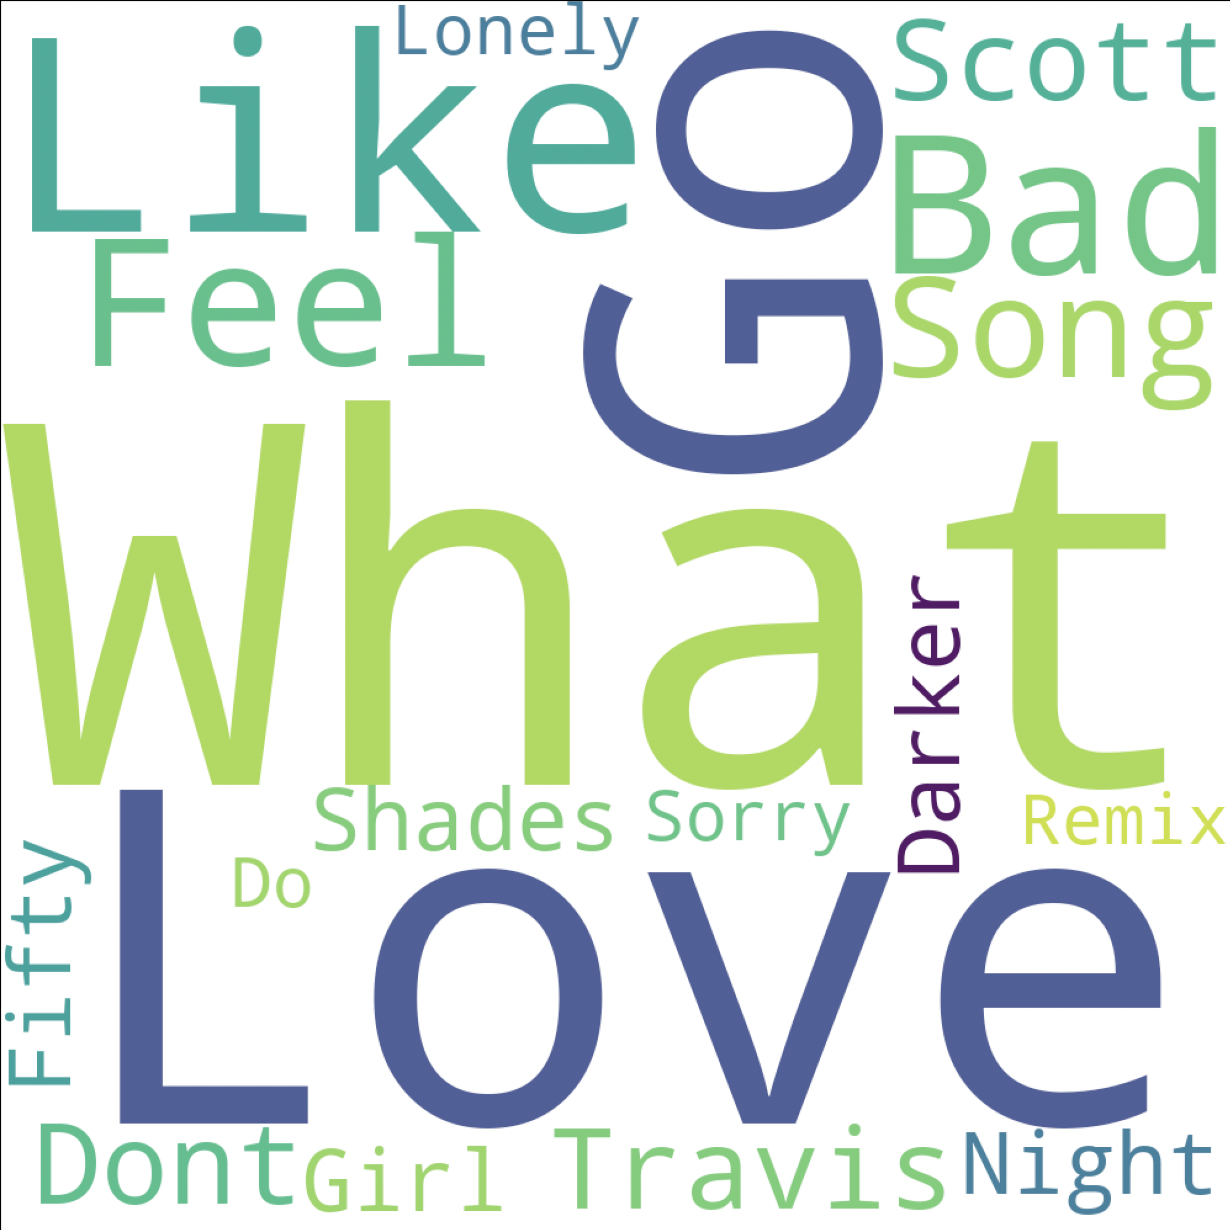 Lonely
Like
GO
Scott
Bad
Feel
Song
What
Darker
Shades
Sorry
Remix
Do
Fifty
Love
Dont
Girl
Travis
Night